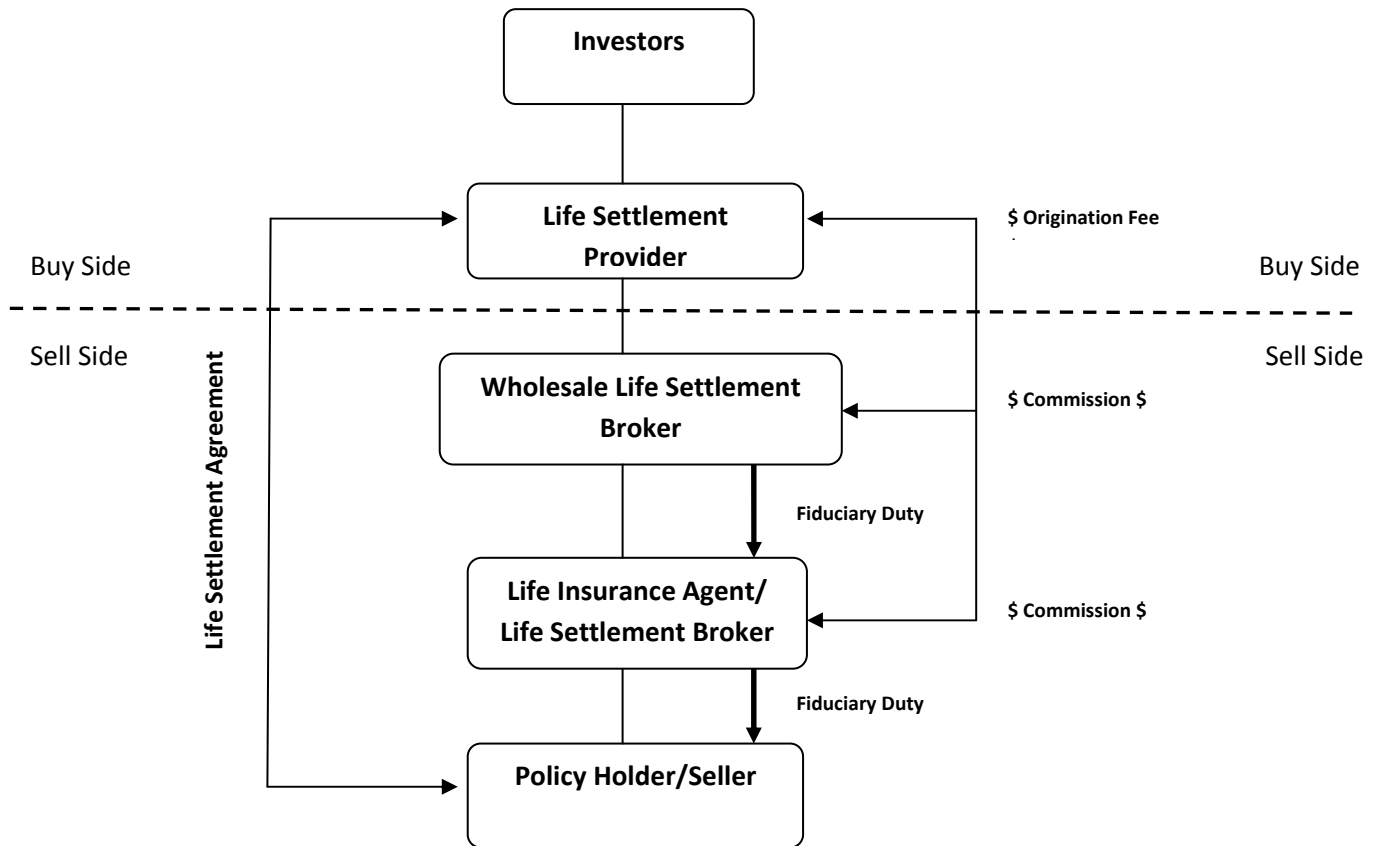 Investors
Life Settlement
Provider
$ Origination Fee
Buy Side
Buy Side
Sell Side
Sell Side
Life Settlement Agreement
Wholesale Life Settlement
Broker
$ Commission $
Fiduciary Duty
Life Insurance Agent/
Life Settlement Broker
$ Commission $
Fiduciary Duty
Policy Holder/Seller